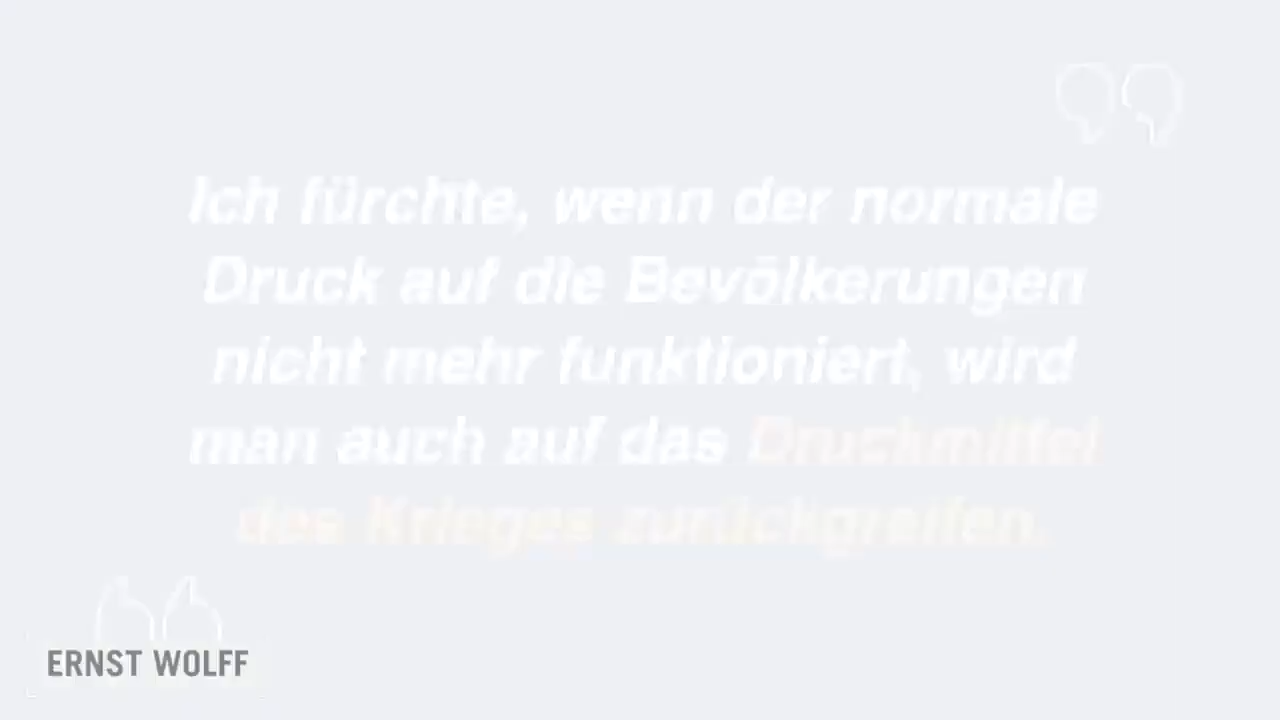 Ich fürchte, wenn der normale
Druck auf die Bevölkerungen
nicht mehr funktioniert, wird
man auch auf das Druckmittel
des Krieges zurückgreifen.
ERNST WOLFF